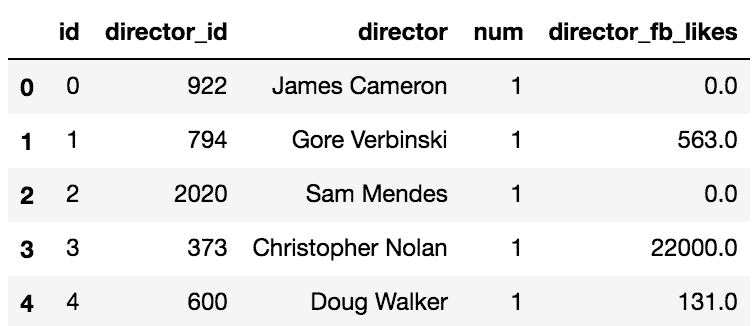 id director_id director num director_fb_likes
0 0 922 James Cameron 1 0.0
1 1 794 Gore Verbinski 1 563.0
2 2 2020 Sam Mendes 1 0.0
3 3 373 Christopher Nolan 1 22000.0
4 4 600 Doug Walker 1 131.0